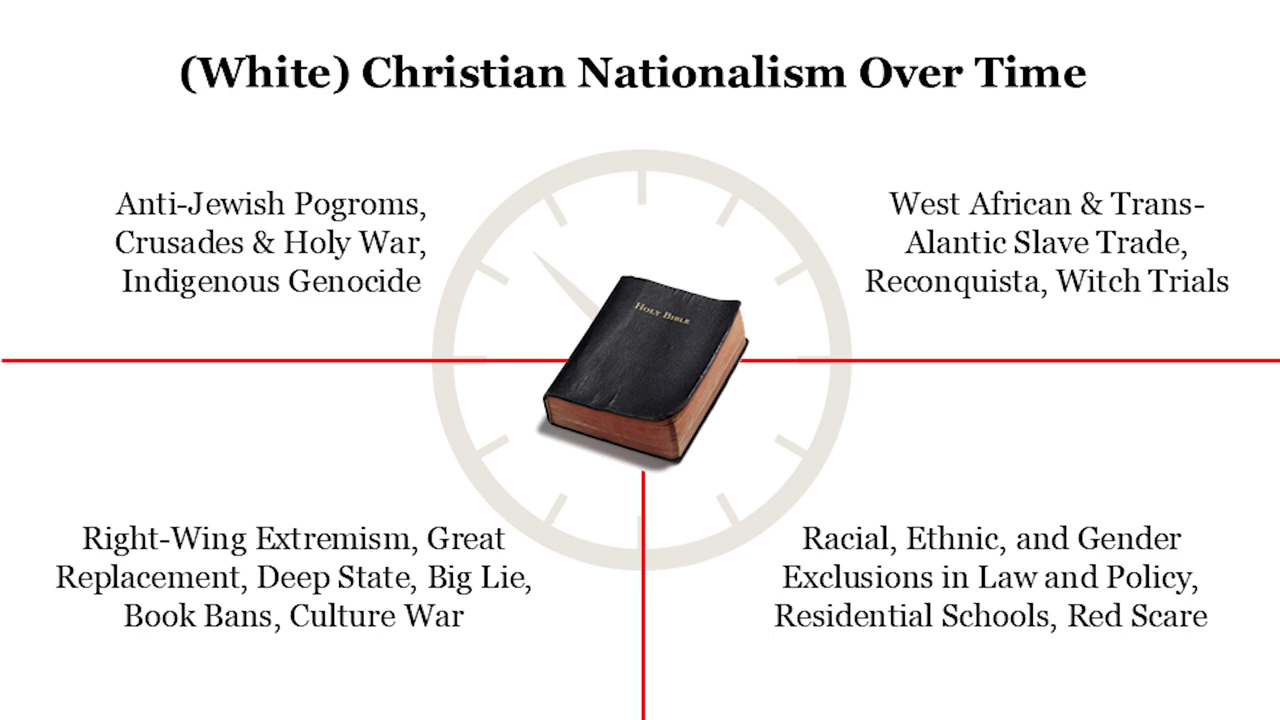 (White) Christian Nationalism Over Time
Anti-Jewish Pogroms,
Crusades & Holy War,
Indigenous Genocide
West African & Trans-
Alantic Slave Trade,
Reconquista, Witch Trials
HOLY BIBLE
Right-Wing Extremism, Great
Replacement, Deep State, Big Lie,
Book Bans, Culture War
Racial, Ethnic, and Gender
Exclusions in Law and Policy,
Residential Schools, Red Scare